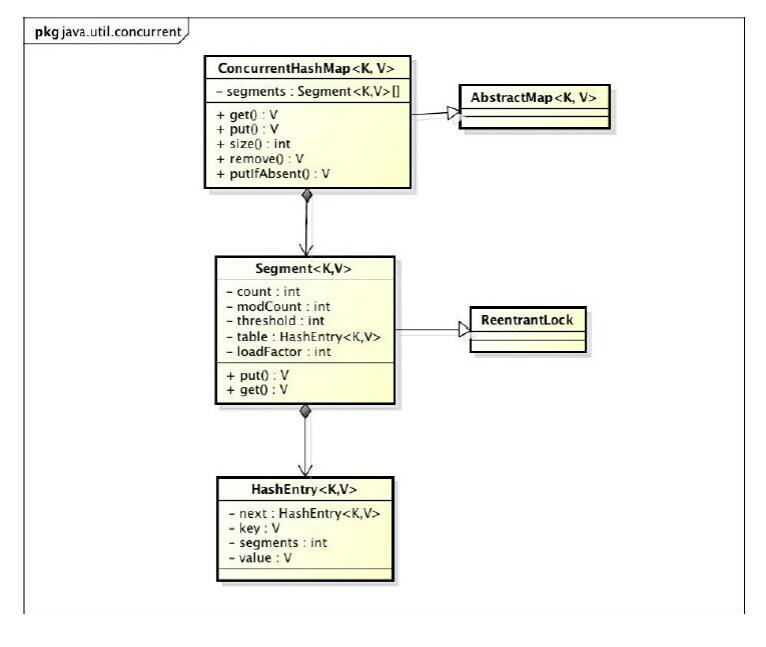 pkg java.util.concurrent
ConcurrentHashMap<K, V>
- segments : Segment<K,V>[]
+ get() : V
+ put() : V
+ size() : int
+ remove() : V
+ putIfAbsent() : V
AbstractMap<K, V>
Segment<K,V>
- count : int
- modCount : int
- threshold : int
- table : HashEntry<K,V>
- loadFactor : int
+ put() : V
+ get() : V
ReentrantLock
HashEntry<K,V>
- next : HashEntry<K,V>
- key : V
- segments : int
- value : V